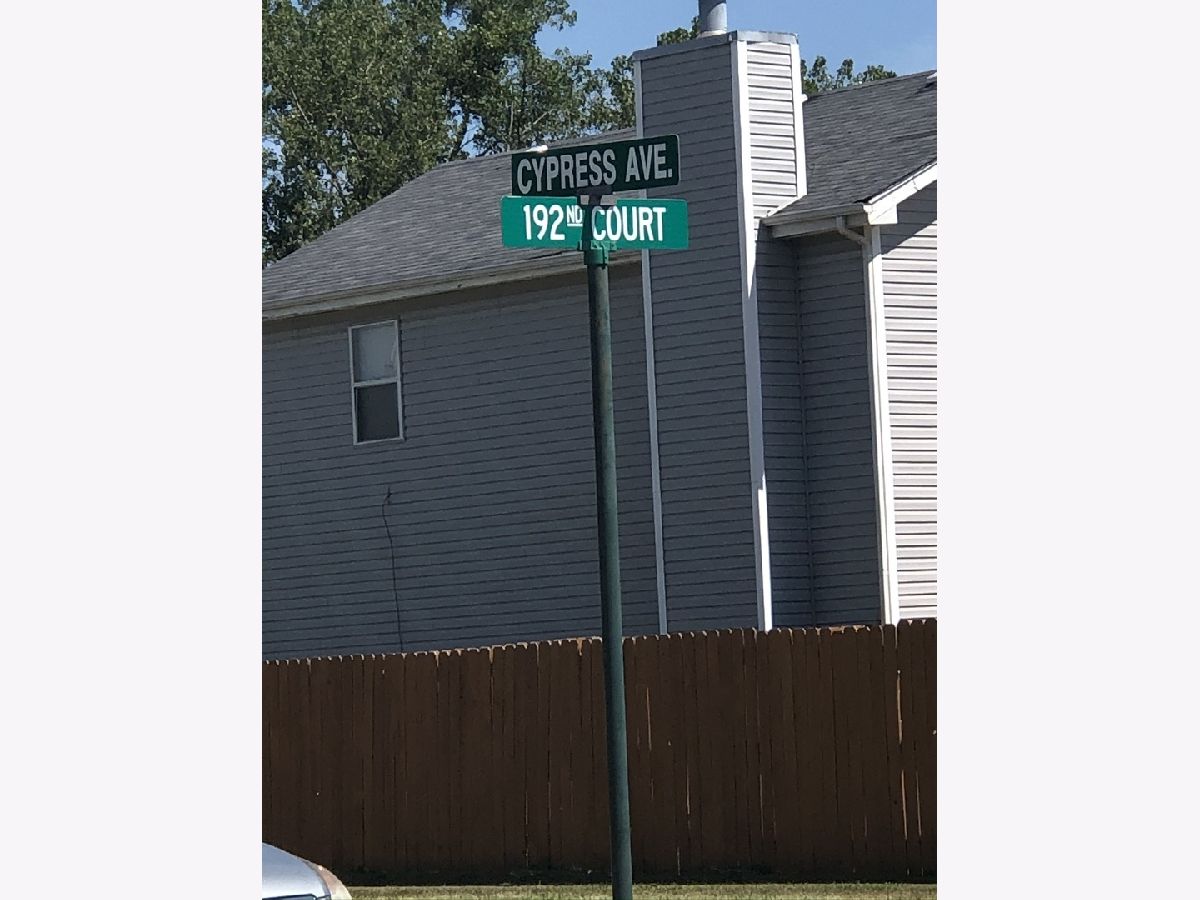 CYPRESS AVE.
192ND COURT